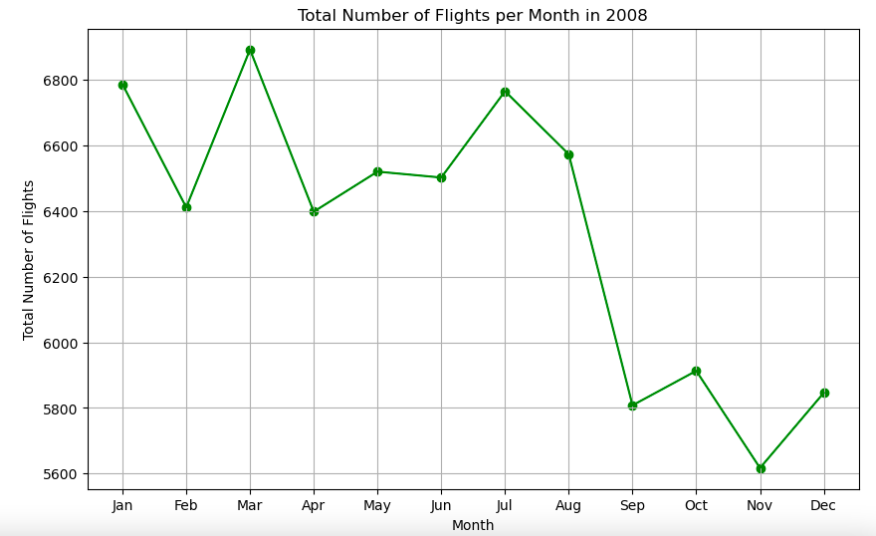 Total Number of Flights per Month in 2008
Total Number of Flights
6800
6600
6400
6200
6000
5800
5600
Jan Feb Mar Apr May Jun Jul Aug Sep Oct Nov Dec
Month